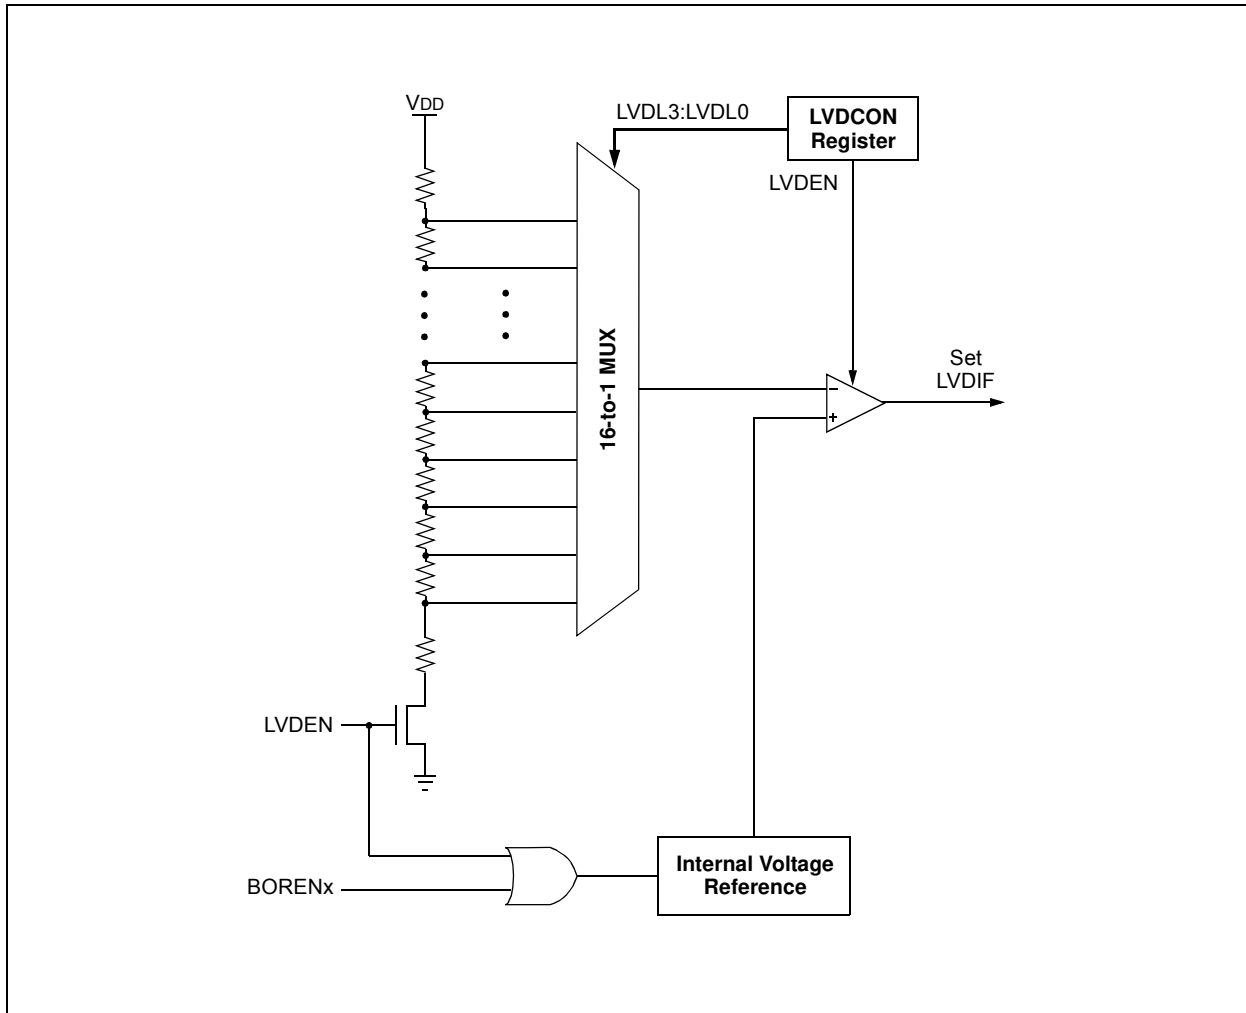 VDD
LVDL3:LVDL0
LVDCON
Register
LVDEN
16-to-1 MUX
Set
LVDIF
–
+
LVDEN
BORENx
Internal Voltage
Reference